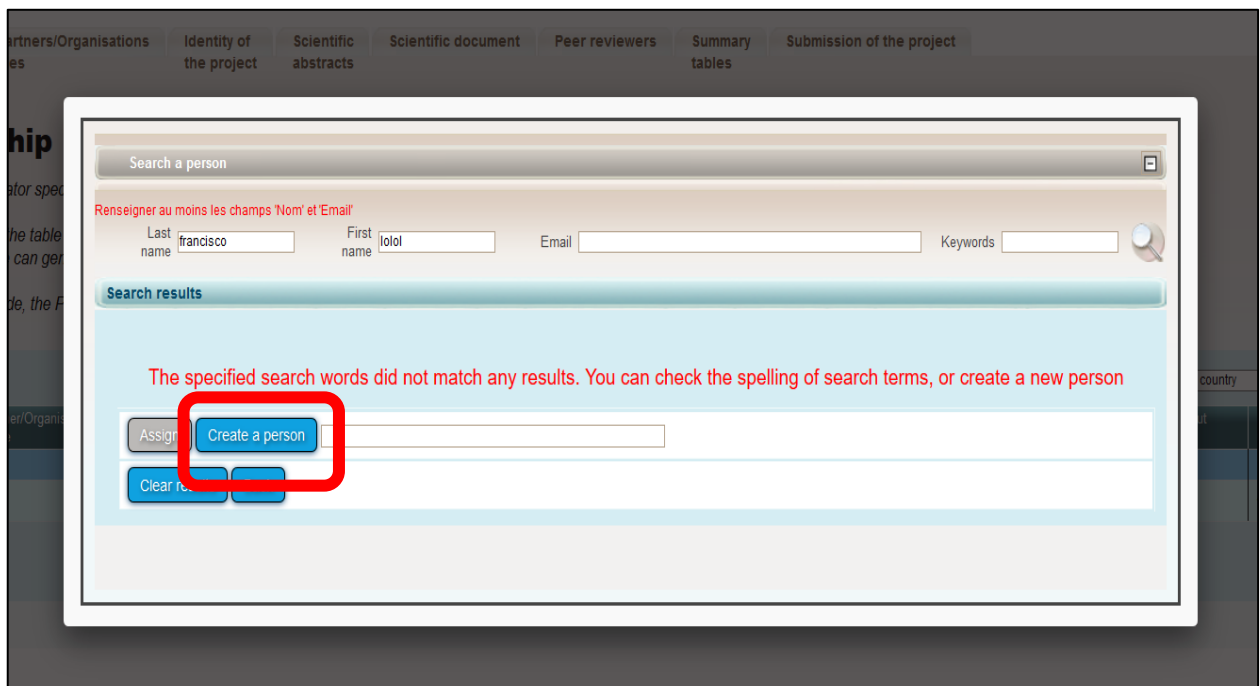 artners/Organisations Identity of Scientific Scientific document Peer reviewers Summary Submission of the project
es the project abstracts tables
hip
ator spec
the table
can ger
de, the F
Search a person
Renseigner au moins les champs 'Nom' et 'Email'
Last name francisco First name lolol Email Keywords
Search results
The specified search words did not match any results. You can check the spelling of search terms, or create a new person
country
er/Organis
ut
Assign Create a person
Clear